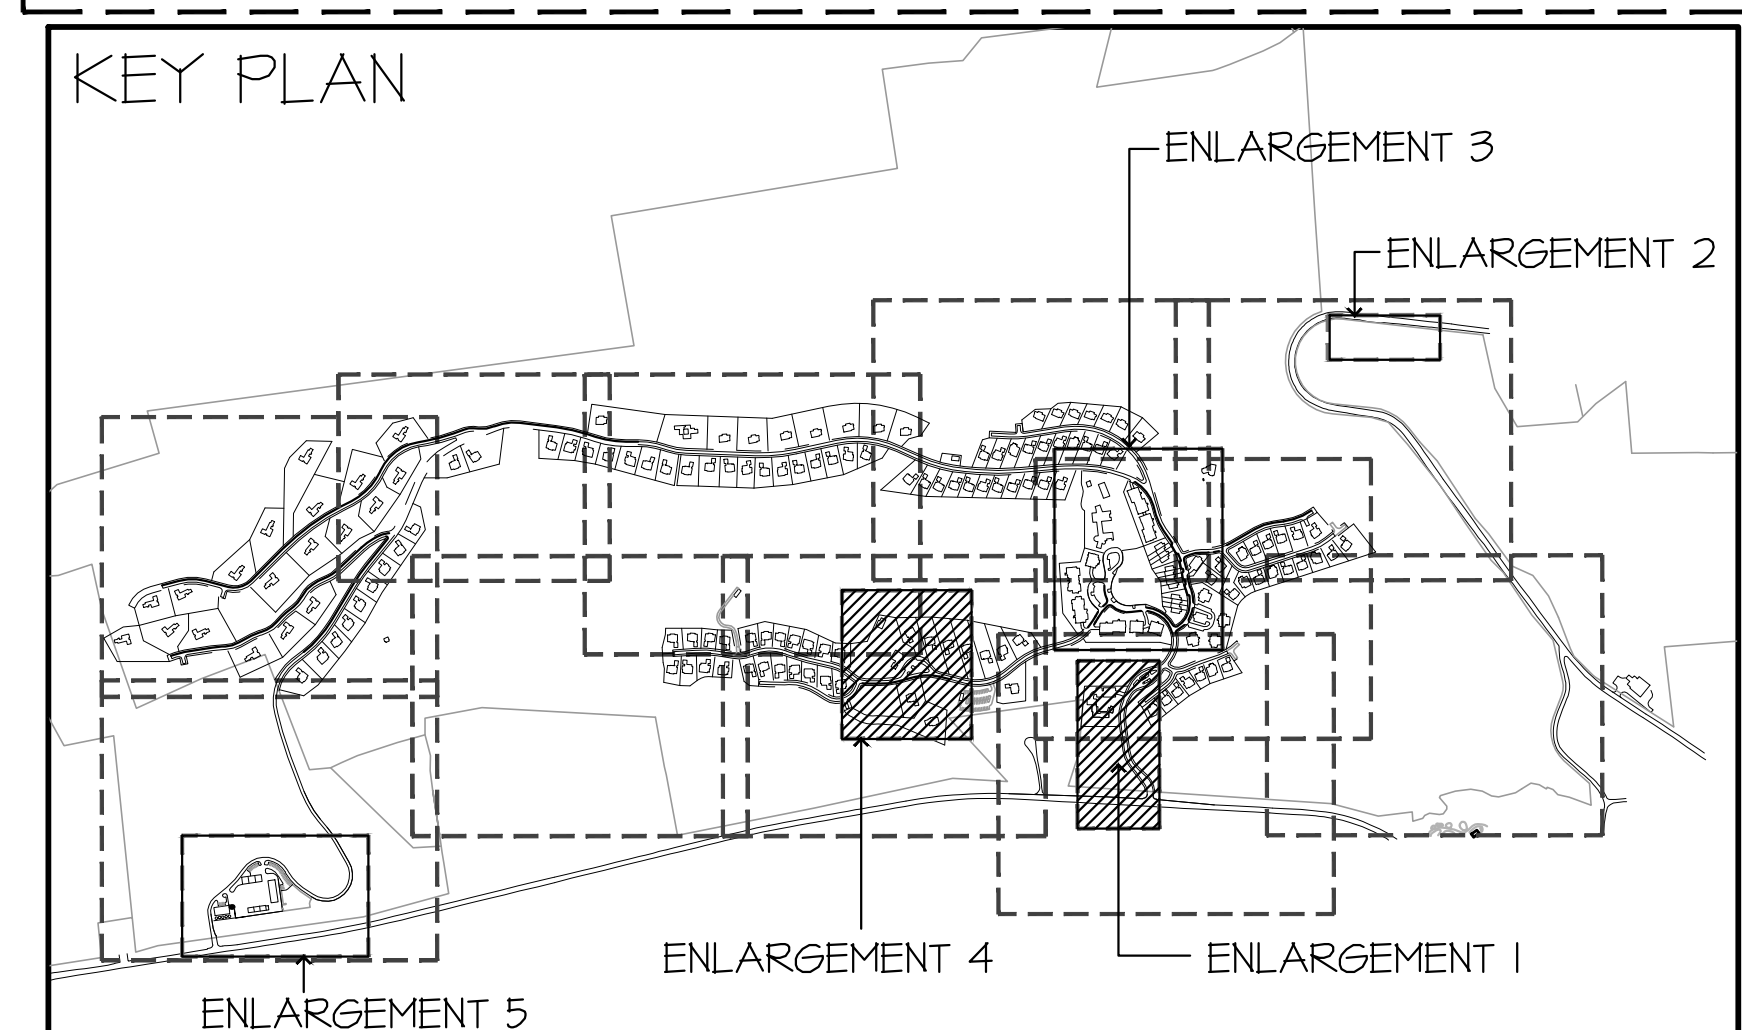 KEY PLAN
ENLARGEMENT 3
ENLARGEMENT 2
ENLARGEMENT 4
ENLARGEMENT 1
ENLARGEMENT 5